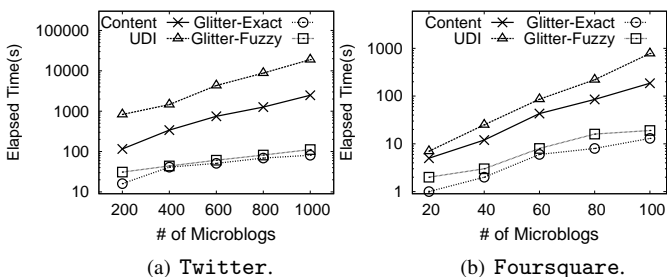 Content
Glitter-Exact
UDI
Glitter-Fuzzy
Elapsed Time(s)
100000
10000
1000
100
10
200 400 600 800 1000
# of Microblogs
(a) Twitter.
Content
Glitter-Exact
UDI
Glitter-Fuzzy
Elapsed Time(s)
1000
100
10
1
20 40 60 80 100
# of Microblogs
(b) Foursquare.